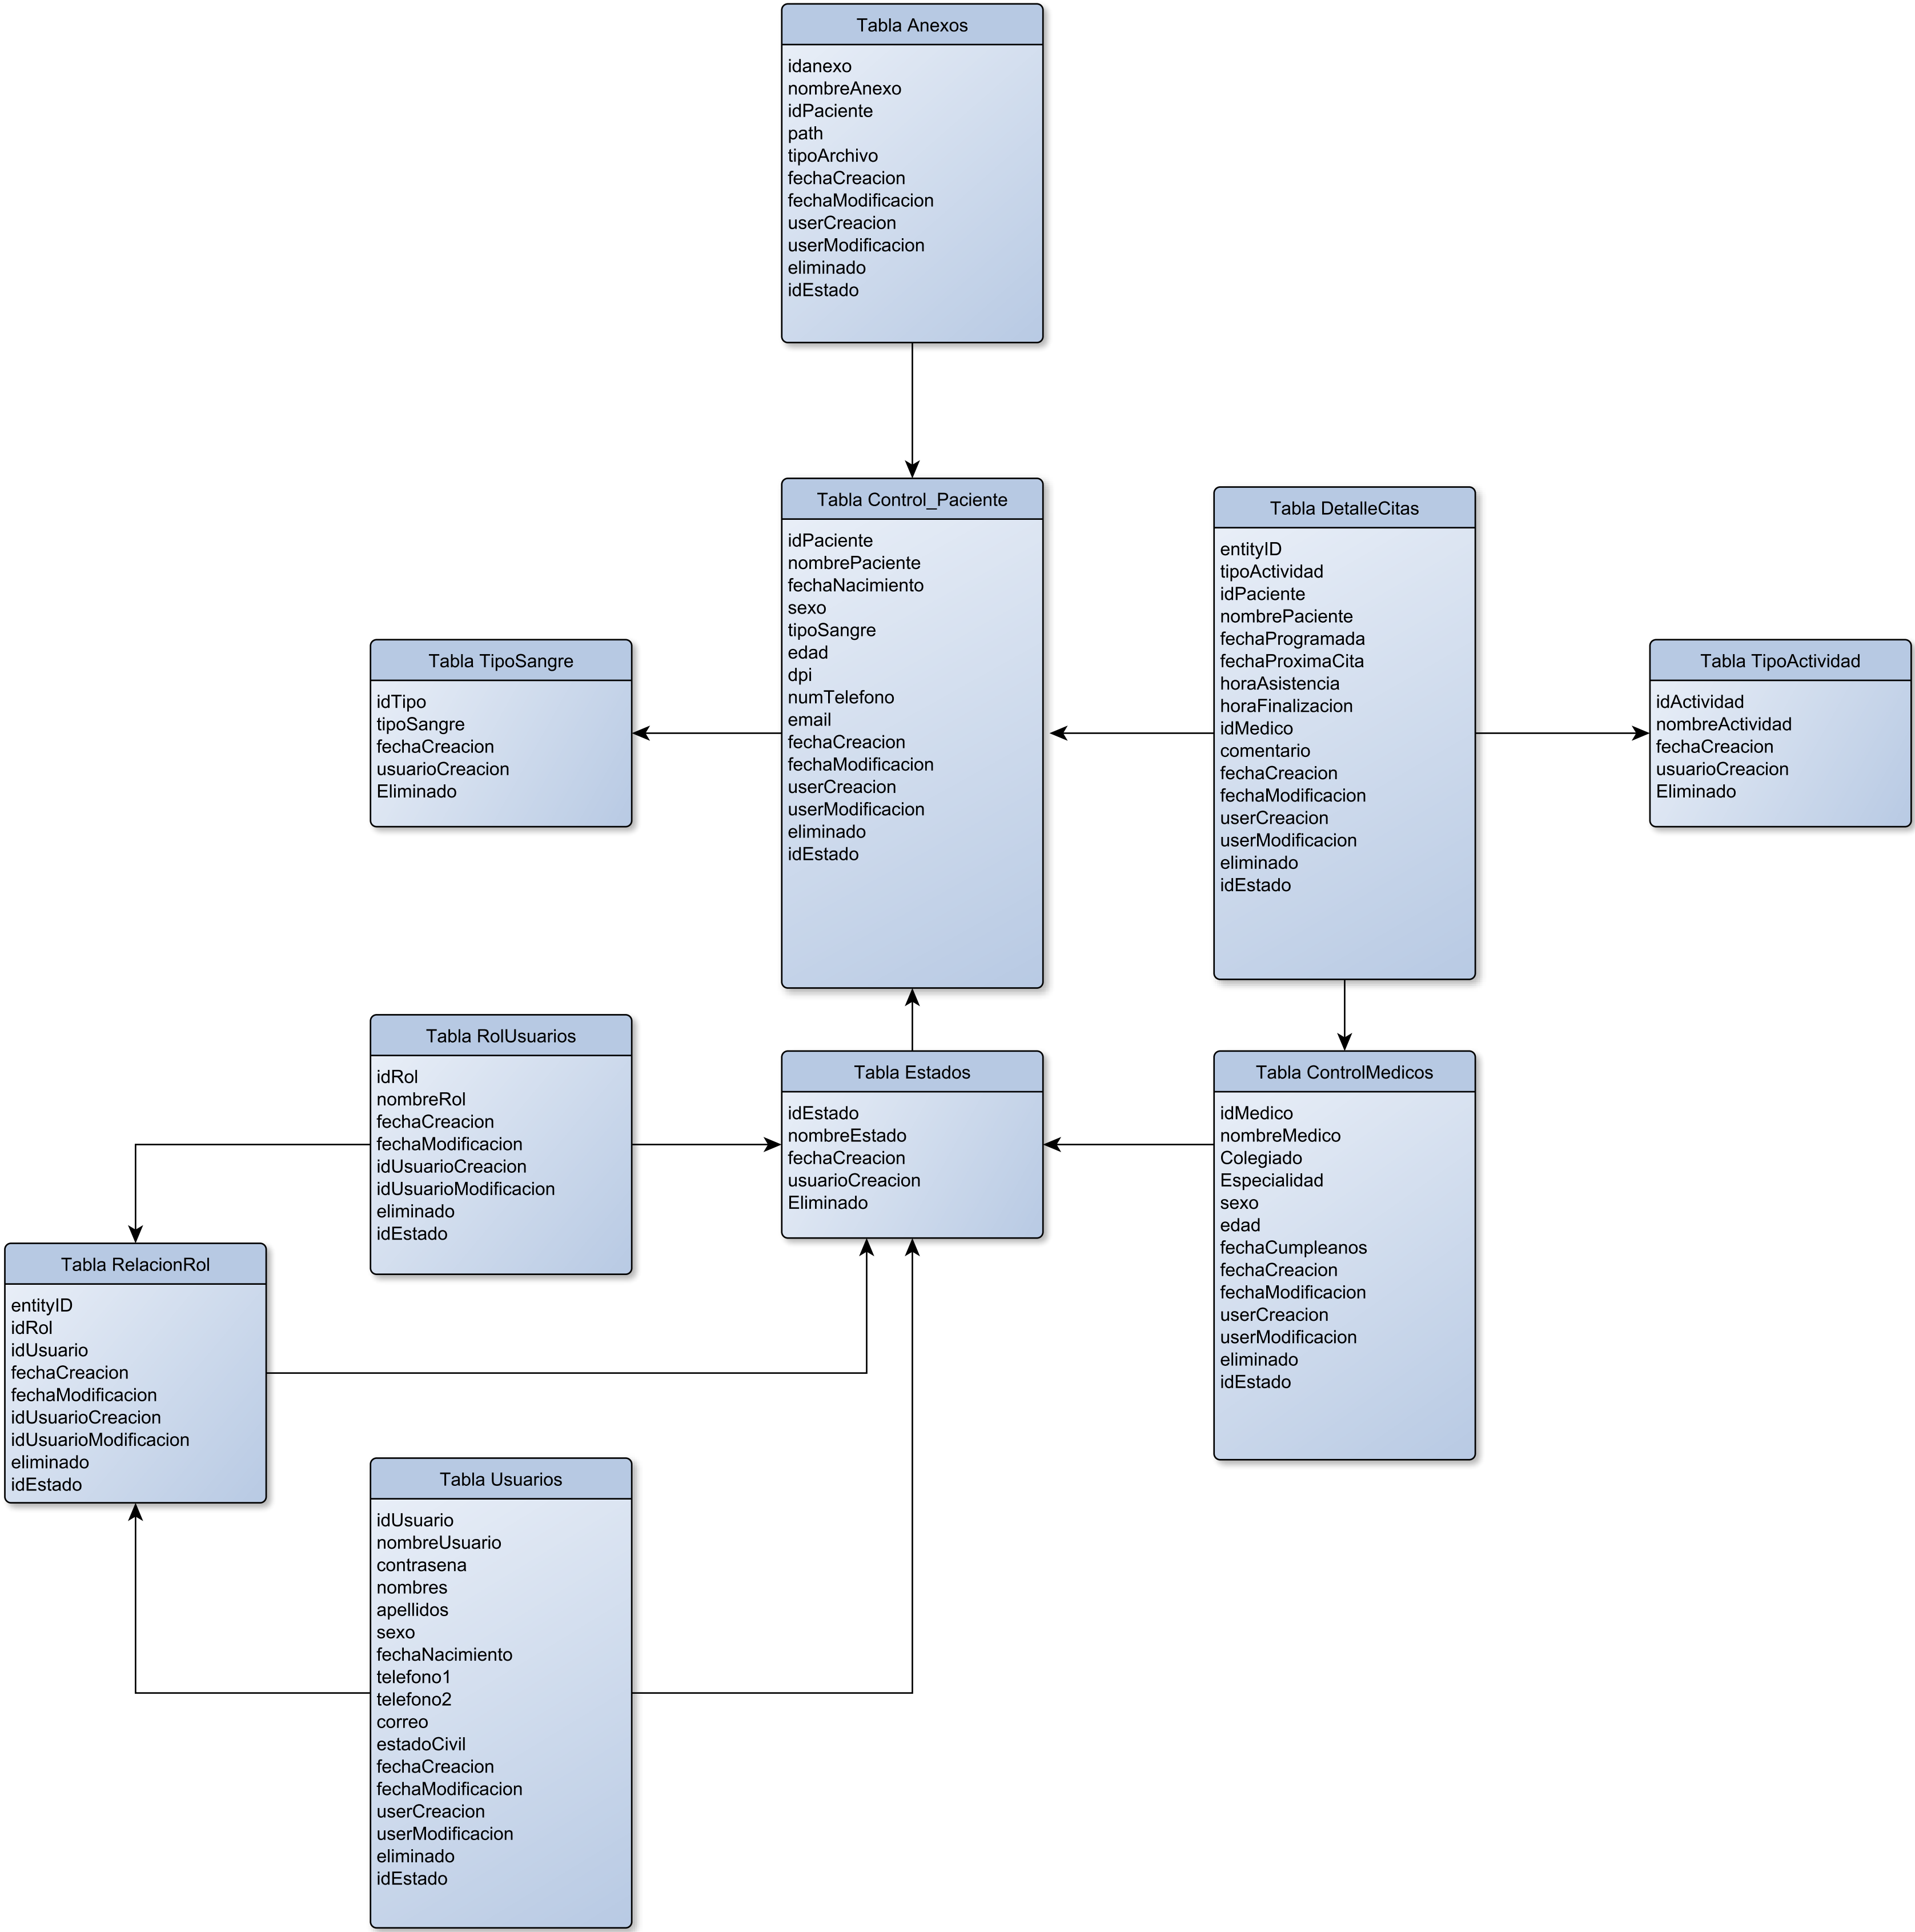 Tabla Anexos
idanexo
nombreAnexo
idPaciente
path
tipoArchivo
fechaCreacion
fechaModificacion
userCreacion
userModificacion
eliminado
idEstado
Tabla Control_Paciente
idPaciente
nombrePaciente
fechaNacimiento
sexo
tipoSangre
edad
dpi
numTelefono
email
fechaCreacion
fechaModificacion
userCreacion
userModificacion
eliminado
idEstado
Tabla DetalleCitas
entityID
tipoActividad
idPaciente
nombrePaciente
fechaProgramada
fechaProximaCita
horaAsistencia
horaFinalizacion
idMedico
comentario
fechaCreacion
fechaModificacion
userCreacion
userModificacion
eliminado
idEstado
Tabla TipoSangre
idTipo
tipoSangre
fechaCreacion
usuarioCreacion
Eliminado
Tabla TipoActividad
idActividad
nombreActividad
fechaCreacion
usuarioCreacion
Eliminado
Tabla RolUsuarios
idRol
nombreRol
fechaCreacion
fechaModificacion
idUsuarioCreacion
idUsuarioModificacion
eliminado
idEstado
Tabla Estados
idEstado
nombreEstado
fechaCreacion
usuarioCreacion
Eliminado
Tabla ControlMedicos
idMedico
nombreMedico
Colegiado
Especialidad
sexo
edad
fechaCumpleanos
fechaCreacion
fechaModificacion
userCreacion
userModificacion
eliminado
idEstado
Tabla RelacionRol
entityID
idRol
idUsuario
fechaCreacion
fechaModificacion
idUsuarioCreacion
idUsuarioModificacion
eliminado
idEstado
Tabla Usuarios
idUsuario
nombreUsuario
contrasena
nombres
apellidos
sexo
fechaNacimiento
telefono1
telefono2
correo
estadoCivil
fechaCreacion
fechaModificacion
userCreacion
userModificacion
eliminado
idEstado